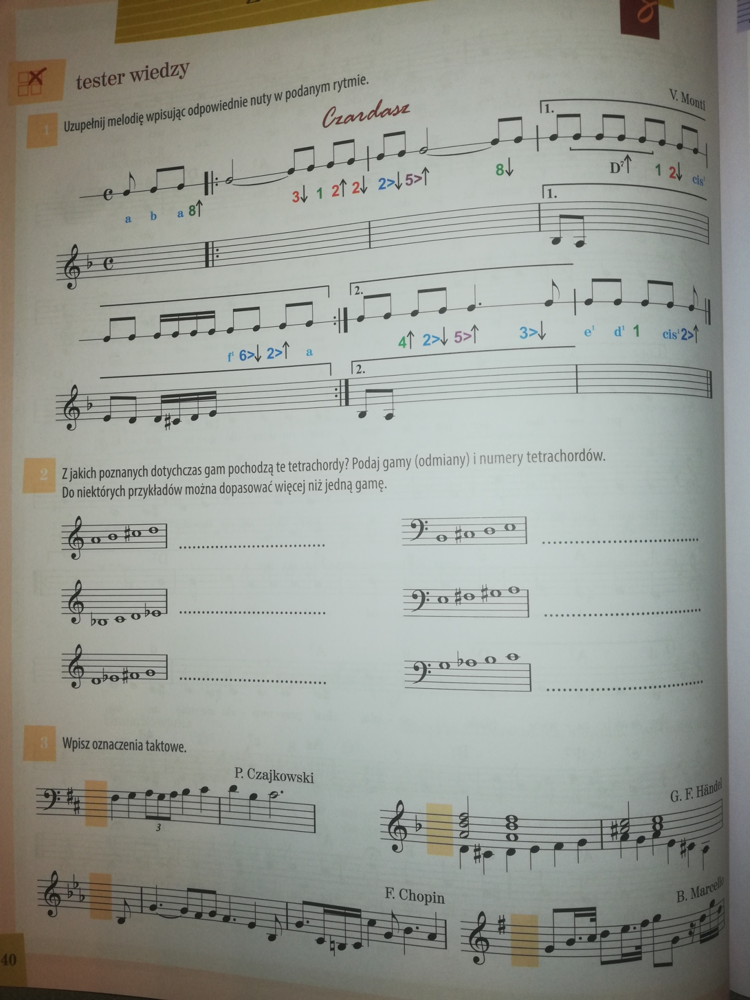 tester wiedzy
1 Uzupełnij melodię wpisując odpowiednie nuty w podanym rytmie.
Czardasz
V. Monti
1.
a b a 8↑ 3↓ 1 2↑ 2↓ 2>↓ 5>↑ 8↓ D⁷↑ 1 2↓ cis¹
1.
2.
f¹ 6>↓ 2>↑ a 4↑ 2>↓ 5>↑ 3>↓ e¹ d¹ 1 cis¹ 2>↑
2.
2 Z jakich poznanych dotychczas gam pochodzą te tetrachordy? Podaj gamy (odmiany) i numery tetrachordów.
Do niektórych przykładów można dopasować więcej niż jedną gamę.
3 Wpisz oznaczenia taktowe.
P. Czajkowski
3
G. F. Händel
F. Chopin
B. Marcello
40